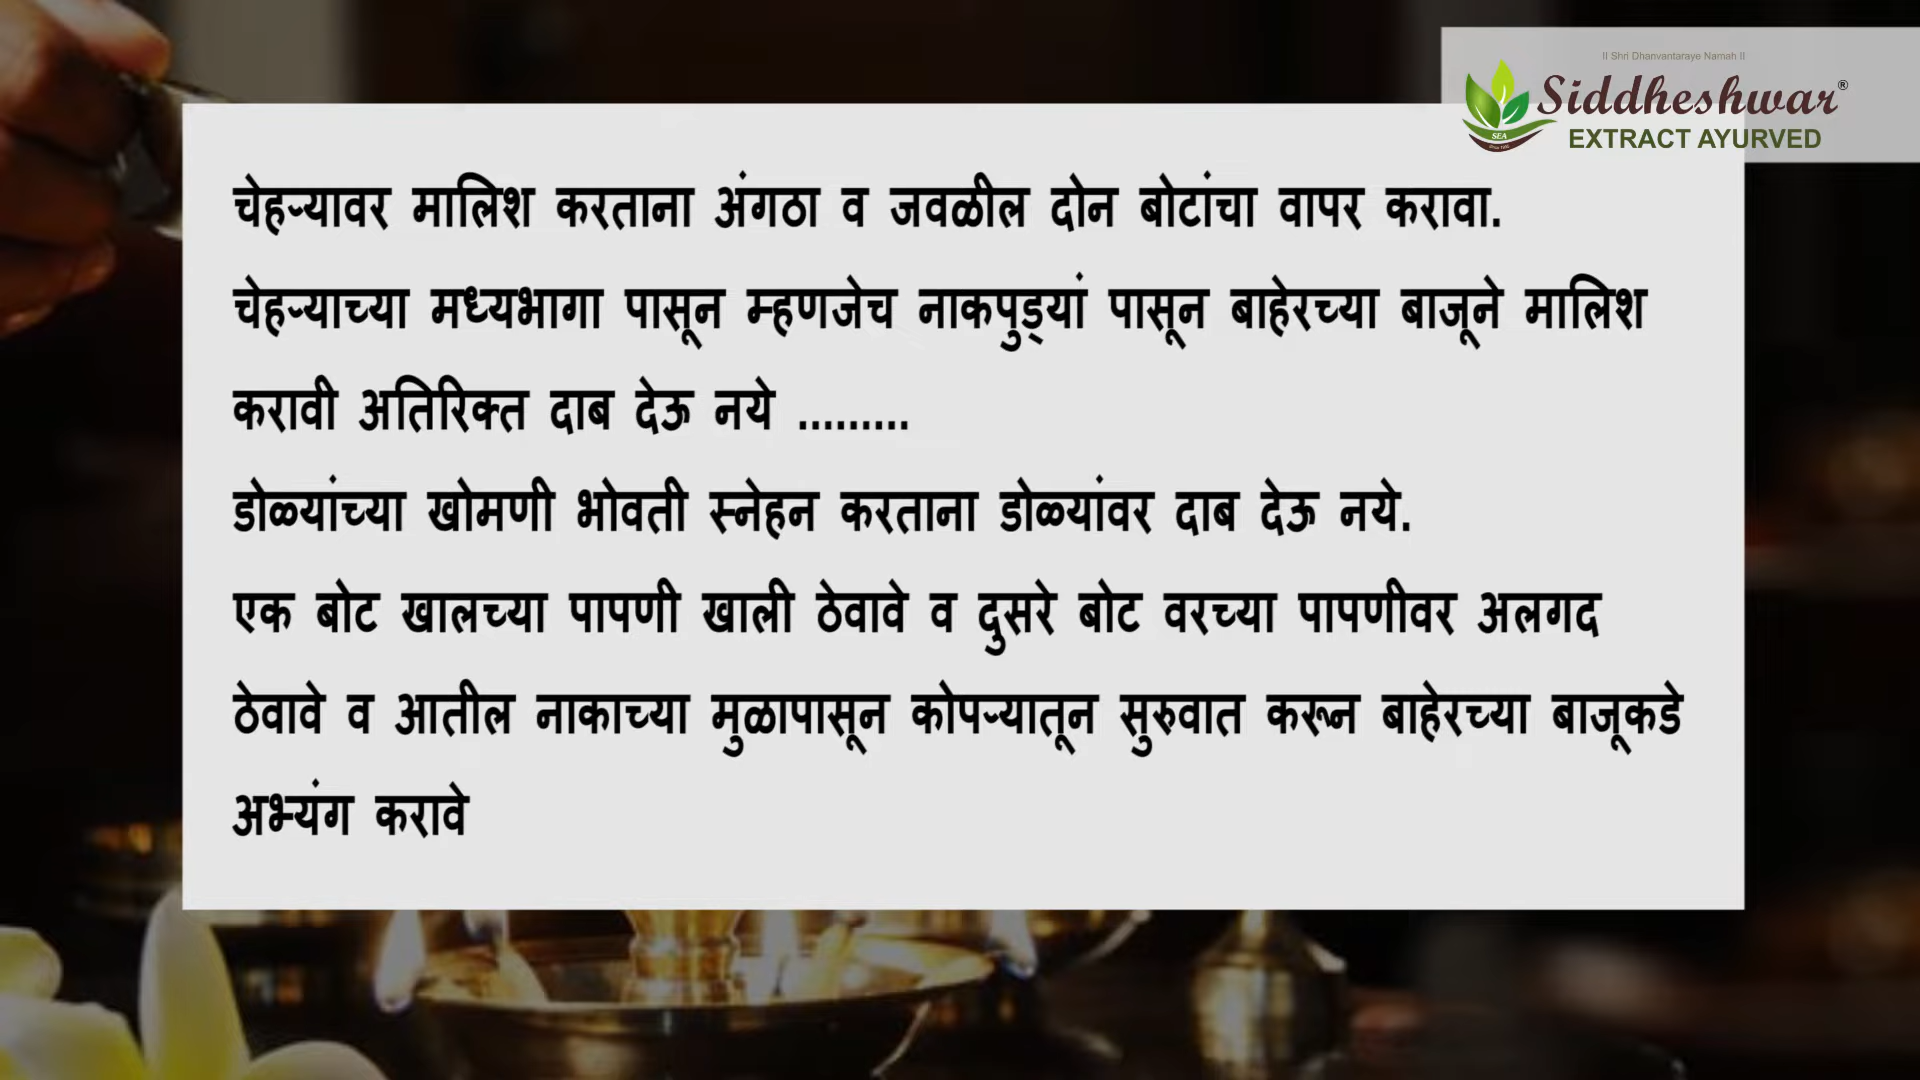 II Shri Dhanvantaraye Namah II
Siddheshwar®
EXTRACT AYURVED
SEA
चेहऱ्यावर मालिश करताना अंगठा व जवळील दोन बोटांचा वापर करावा.
चेहऱ्याच्या मध्यभागा पासून म्हणजेच नाकपुड्यां पासून बाहेरच्या बाजूने मालिश
करावी अतिरिक्त दाब देऊ नये .........
डोळ्यांच्या खोमणी भोवती स्नेहन करताना डोळ्यांवर दाब देऊ नये.
एक बोट खालच्या पापणी खाली ठेवावे व दुसरे बोट वरच्या पापणीवर अलगद
ठेवावे व आतील नाकाच्या मुळापासून कोपऱ्यातून सुरुवात करून बाहेरच्या बाजूकडे
अभ्यंग करावे